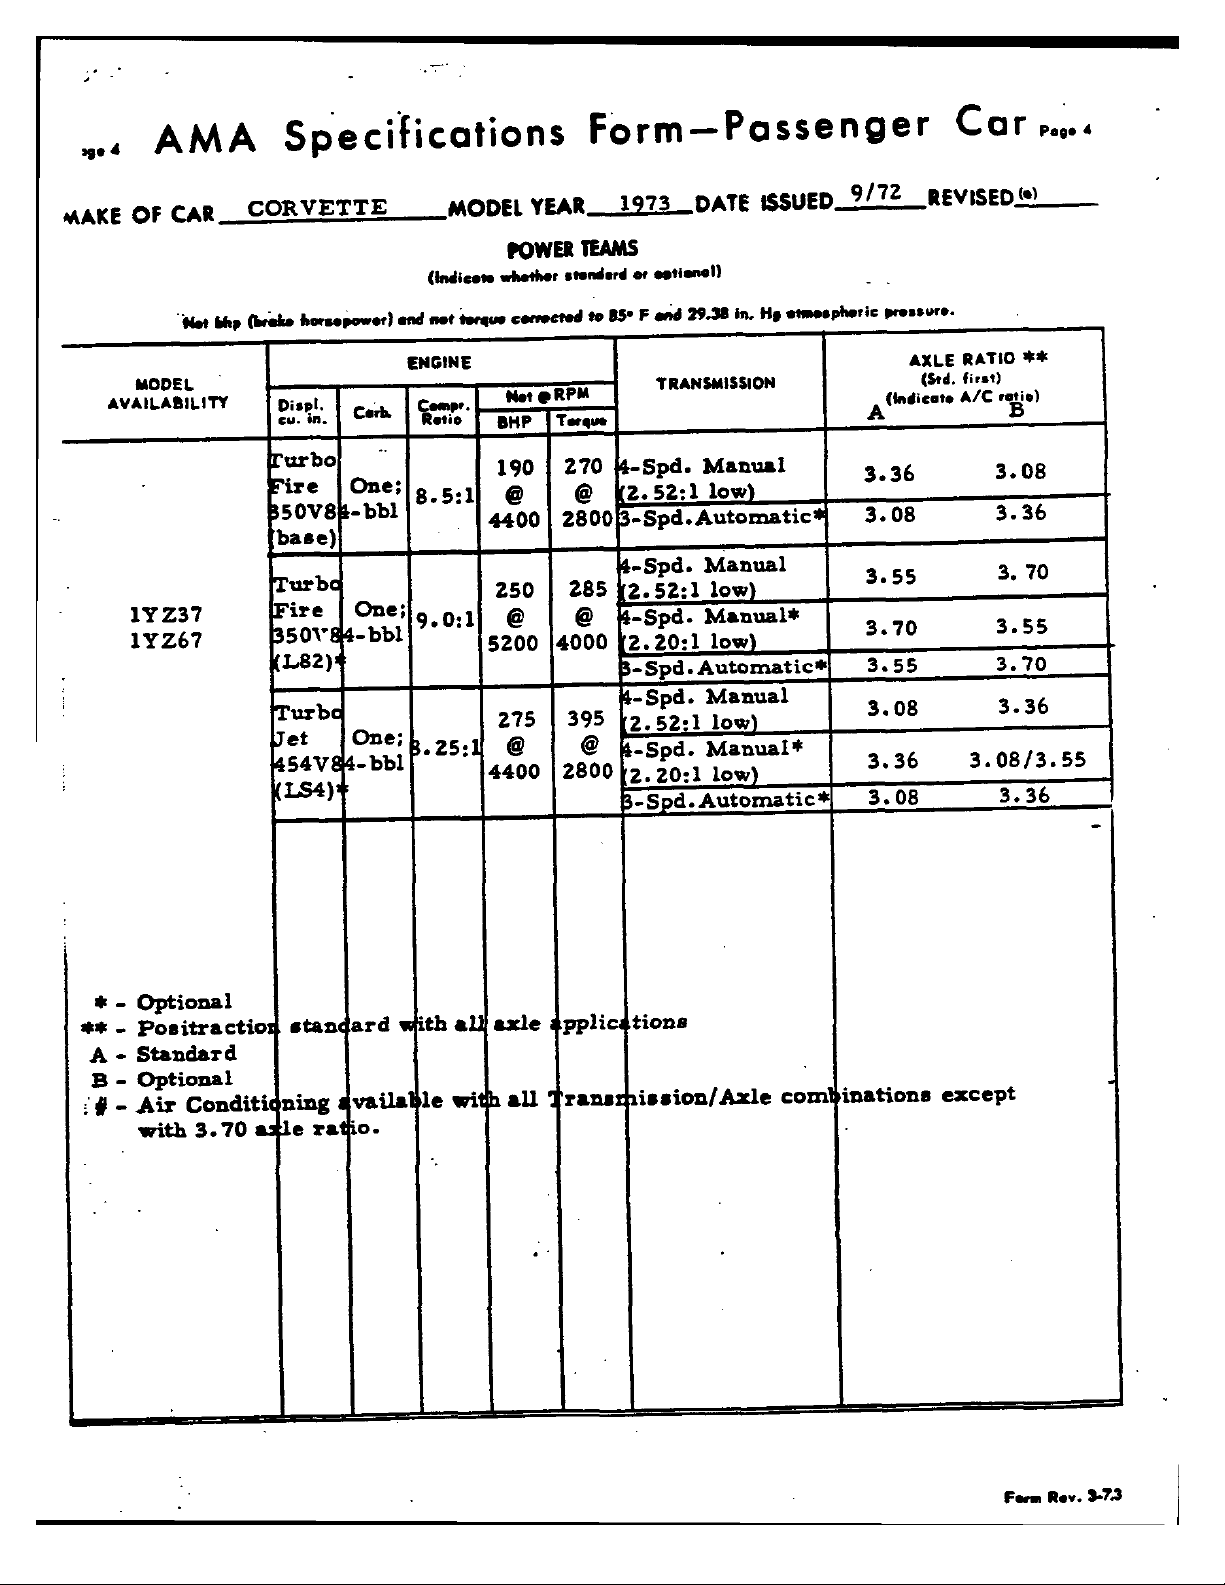 age 4 AMA Specifications Form—Passenger Car Page 4
MAKE OF CAR CORVETTE MODEL YEAR 1973 DATE ISSUED 9/72 REVISED (e)
POWER TEAMS
(Indicate whether standard or optional)
Net bhp (brake horsepower) and net torque corrected to 85° F and 29.38 in. Hg atmospheric pressure.
MODEL AVAILABILITY
ENGINE
Displ. cu. in.
Carb.
Compr. Ratio
Net @ RPM
BHP Torque
TRANSMISSION
AXLE RATIO **
(Std. first)
(Indicate A/C ratio)
A B
1YZ37
1YZ67
Turbo Fire 350V8 (base)
One; 4-bbl
8.5:1
190 @ 4400
270 @ 2800
4-Spd. Manual (2.52:1 low) 3.36 3.08
3-Spd.Automatic* 3.08 3.36
Turbo Fire 350V8 (L82)*
One; 4-bbl
9.0:1
250 @ 5200
285 @ 4000
4-Spd. Manual (2.52:1 low) 3.55 3.70
4-Spd. Manual* (2.20:1 low) 3.70 3.55
3-Spd.Automatic* 3.55 3.70
Turbo Jet 454V8 (LS4)*
One; 4-bbl
8.25:1
275 @ 4400
395 @ 2800
4-Spd. Manual (2.52:1 low) 3.08 3.36
4-Spd. Manual* (2.20:1 low) 3.36 3.08/3.55
3-Spd.Automatic* 3.08 3.36
* - Optional
** - Positraction standard with all axle applications
A - Standard
B - Optional
# - Air Conditioning available with all Transmission/Axle combinations except
with 3.70 axle ratio.
Form Rev. 3-73